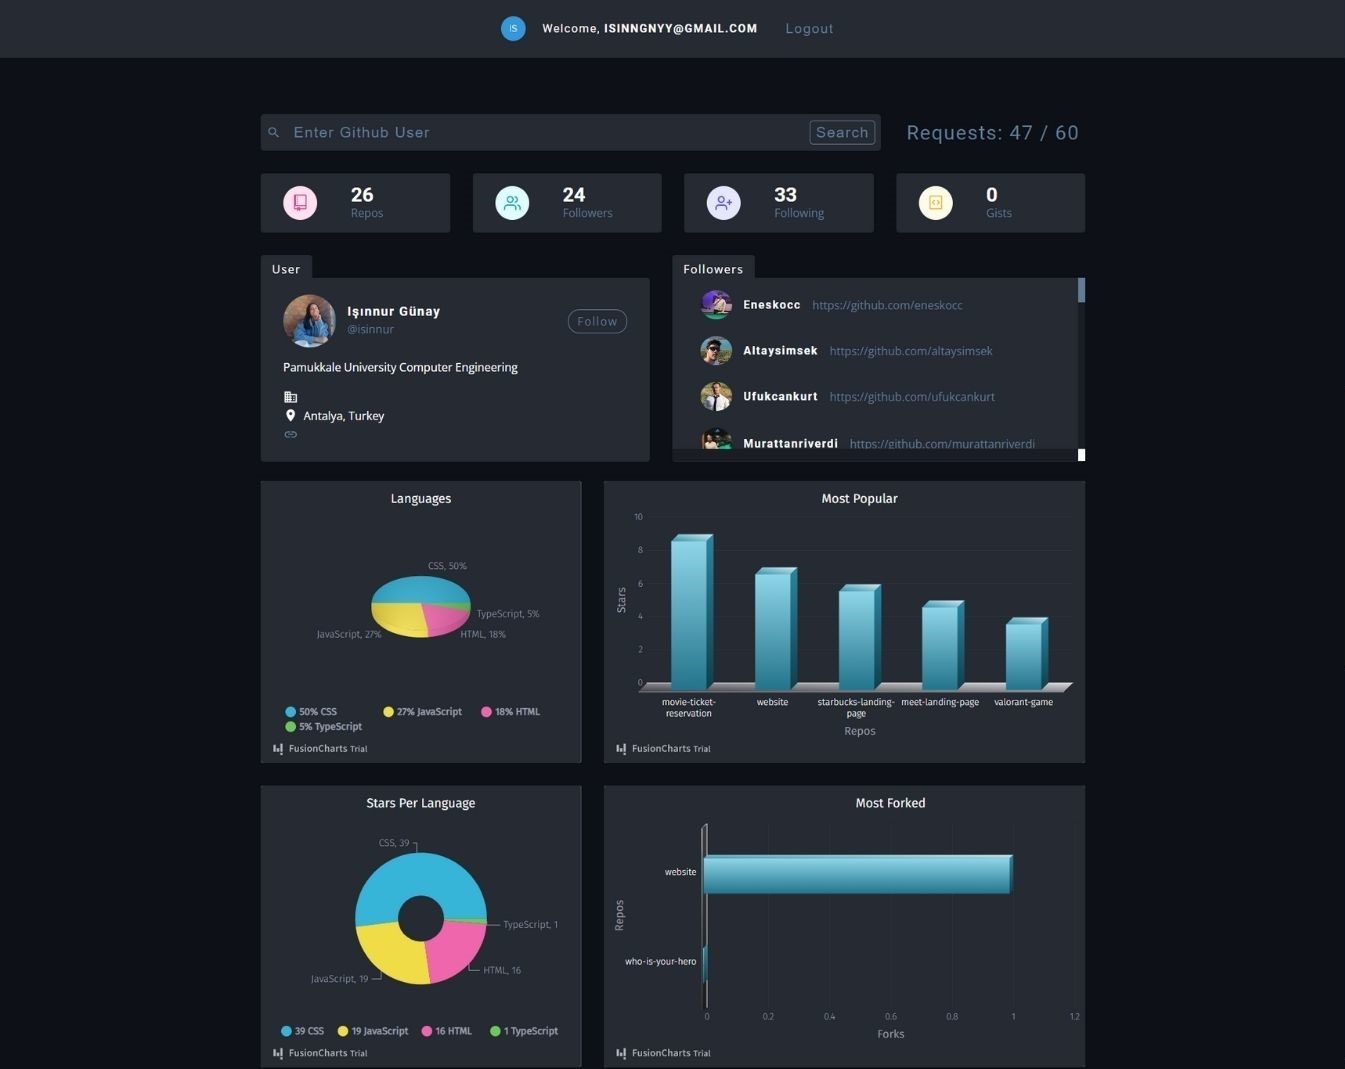 IS Welcome, ISINNGNYY@GMAIL.COM Logout
Enter Github User Search Requests: 47 / 60
26
Repos
24
Followers
33
Following
0
Gists
User
Işınnur Günay
@isinnur
Follow
Pamukkale University Computer Engineering
Antalya, Turkey
Followers
Eneskocc https://github.com/eneskocc
Altaysimsek https://github.com/altaysimsek
Ufukcankurt https://github.com/ufukcankurt
Murattanriverdi https://github.com/murattanriverdi
Languages
CSS, 50%
TypeScript, 5%
JavaScript, 27%
HTML, 18%
50% CSS 27% JavaScript 18% HTML
5% TypeScript
FusionCharts Trial
Most Popular
10
8
6
4
2
0
Stars
movie-ticket-
reservation
website
starbucks-landing-
page
meet-landing-page
valorant-game
Repos
FusionCharts Trial
Stars Per Language
CSS, 39
TypeScript, 1
HTML, 16
JavaScript, 19
39 CSS 19 JavaScript 16 HTML 1 TypeScript
FusionCharts Trial
Most Forked
website
Repos
who-is-your-hero
0 0.2 0.4 0.6 0.8 1 1.2
Forks
FusionCharts Trial